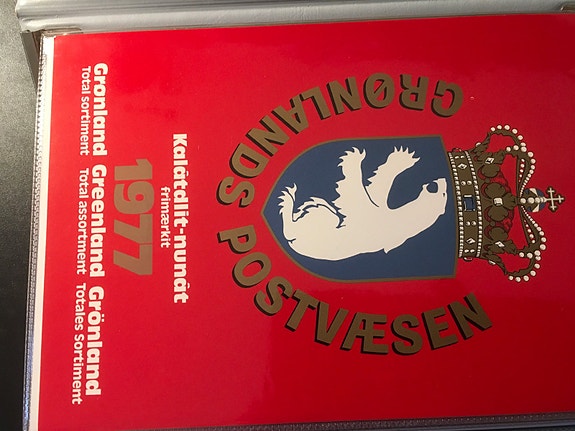 GRØNLANDS POSTVÆSEN
Kalâtdlit-nunât
frimærkit
1977
Grønland Greenland Grönland
Total sortiment Total assortment Totales Sortiment